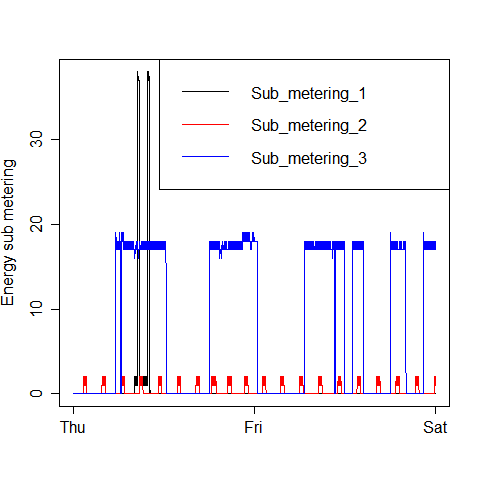 Sub_metering_1
Sub_metering_2
Sub_metering_3
Energy sub metering
30
20
10
0
Thu Fri Sat